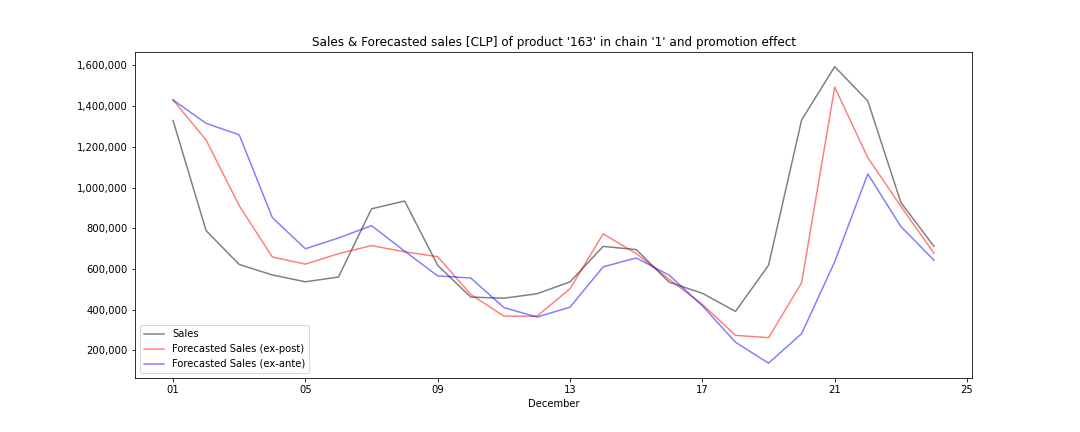 Sales & Forecasted sales [CLP] of product '163' in chain '1' and promotion effect
1,600,000
1,400,000
1,200,000
1,000,000
800,000
600,000
400,000
200,000
Sales
Forecasted Sales (ex-post)
Forecasted Sales (ex-ante)
01 05 09 13 17 21 25
December